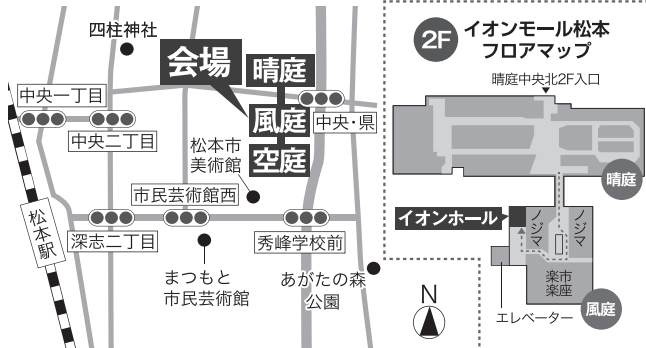 四柱神社
会場
晴庭
風庭
空庭
中央一丁目
中央二丁目
中央・県
松本市
美術館
市民芸術館西
深志二丁目
秀峰学校前
松本駅
まつもと
市民芸術館
あがたの森
公園
N
2F
イオンモール松本
フロアマップ
晴庭中央北2F入口
晴庭
イオンホール
ノジマ
ノジマ
楽市
楽座
エレベーター
風庭